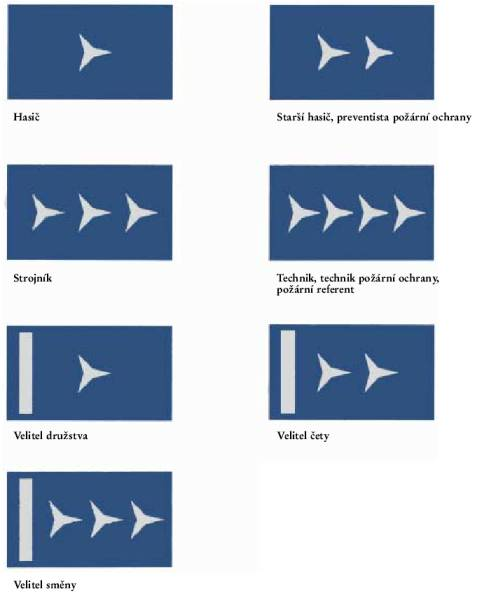 Hasič
Starší hasič, preventista požární ochrany
Strojník
Technik, technik požární ochrany,
požární referent
Velitel družstva
Velitel čety
Velitel směny